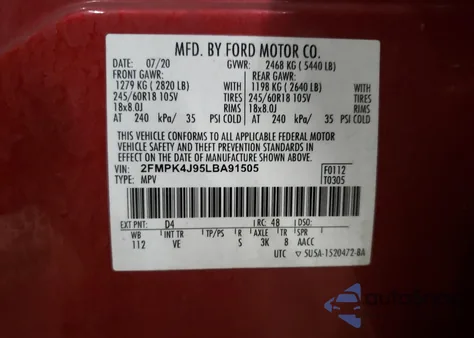 MFD. BY FORD MOTOR CO.
DATE: 07/20 GVWR: 2468 KG ( 5440 LB)
FRONT GAWR: REAR GAWR:
1279 KG ( 2820 LB) WITH 1198 KG ( 2640 LB) WITH
245/60R18 105V TIRES 245/60R18 105V TIRES
18x8.0J RIMS 18x8.0J RIMS
AT 240 kPa/ 35 PSI COLD AT 240 kPa/ 35 PSI COLD
THIS VEHICLE CONFORMS TO ALL APPLICABLE FEDERAL MOTOR
VEHICLE SAFETY AND THEFT PREVENTION STANDARDS IN
EFFECT ON THE DATE OF MANUFACTURE SHOWN ABOVE.
VIN: 2FMPK4J95LBA91505 F0112
TYPE: MPV T0305
EXT PNT: D4 RC: 48 DSO:
WB INT TR TP/PS R AXLE TR SPR
112 VE S 3K 8 AACC
UTC ▽ 5U5A-1520472-BA